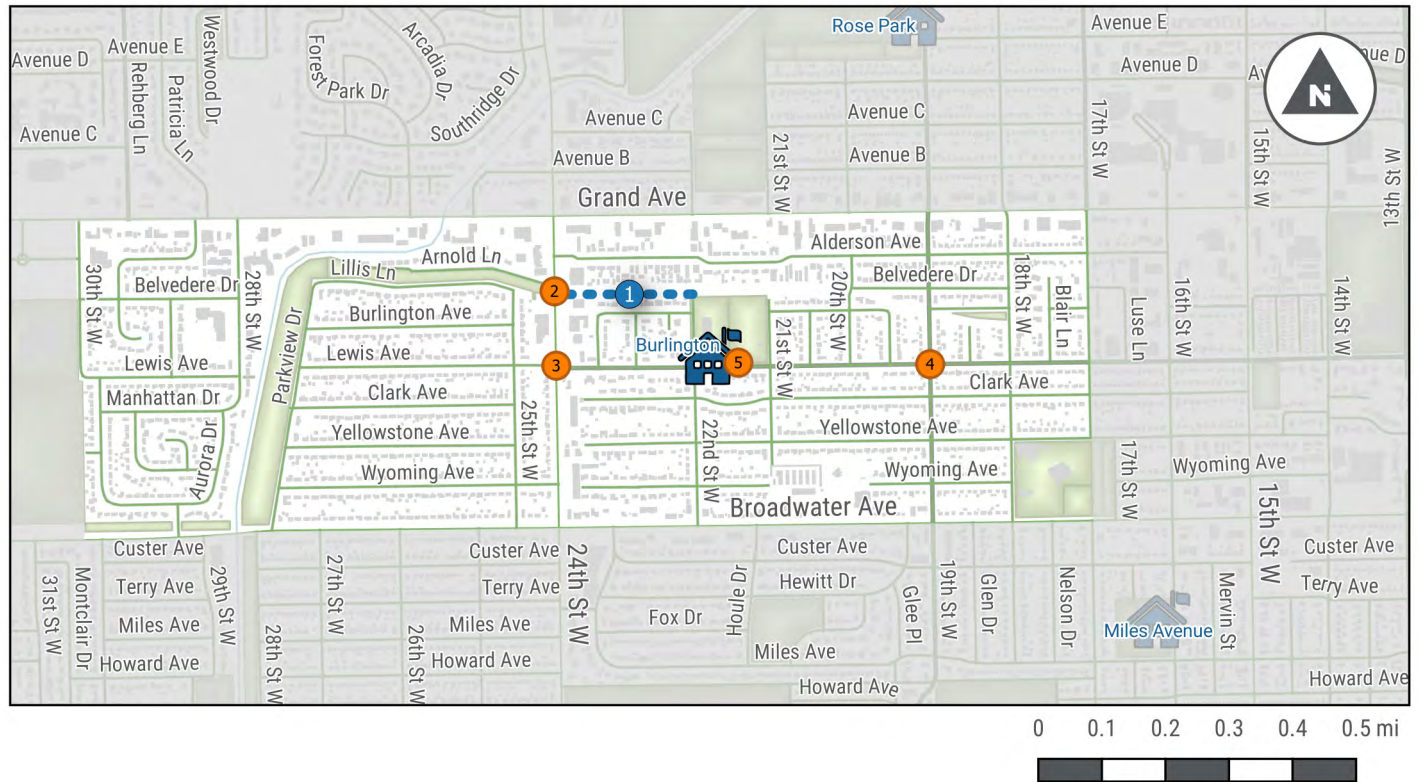 Avenue D
Avenue E
Rehberg Ln
Patricia Ln
Westwood Dr
Avenue C
Forest Park Dr
Arcadia Dr
Southridge Dr
Avenue C
Avenue B
Grand Ave
Rose Park
21st St W
Avenue C
Avenue B
Avenue E
Avenue D
17th St W
15th St W
13th St W
N
Alderson Ave
Arnold Ln
Lillis Ln
30th St W
Belvedere Dr
28th St W
Parkview Dr
Burlington Ave
Lewis Ave
Lewis Ave
Clark Ave
Manhattan Dr
Aurora Dr
Yellowstone Ave
Wyoming Ave
25th St W
2
1
3
Burlington
5
4
21st St W
20th St W
Belvedere Dr
18th St W
Blair Ln
Luse Ln
16th St W
14th St W
Clark Ave
22nd St W
Yellowstone Ave
Wyoming Ave
Broadwater Ave
17th St W
Wyoming Ave
15th St W
Custer Ave
Terry Ave
Miles Ave
Howard Ave
31st St W
Montclair Dr
29th St W
28th St W
27th St W
26th St W
Custer Ave
Terry Ave
Miles Ave
Howard Ave
24th St W
Fox Dr
Houle Dr
Custer Ave
Hewitt Dr
Miles Ave
Howard Ave
Glee Pl
19th St W
Glen Dr
Nelson Dr
Miles Avenue
Mervin St
Custer Ave
Terry Ave
Howard Ave
0 0.1 0.2 0.3 0.4 0.5 mi